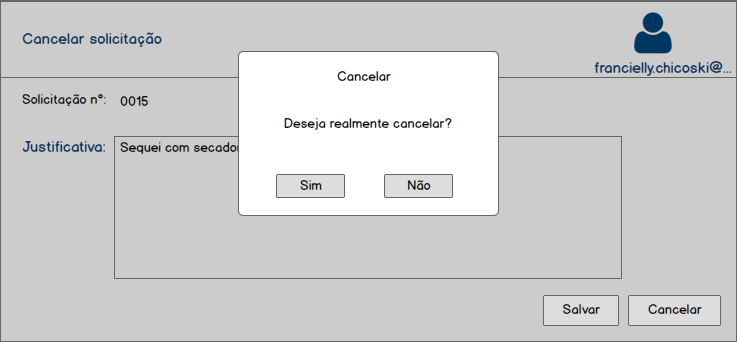 Cancelar solicitação
francielly.chicoski@...
Cancelar
Solicitação nº: 0015
Deseja realmente cancelar?
Justificativa: Sequei com secador
Sim Não
Salvar Cancelar